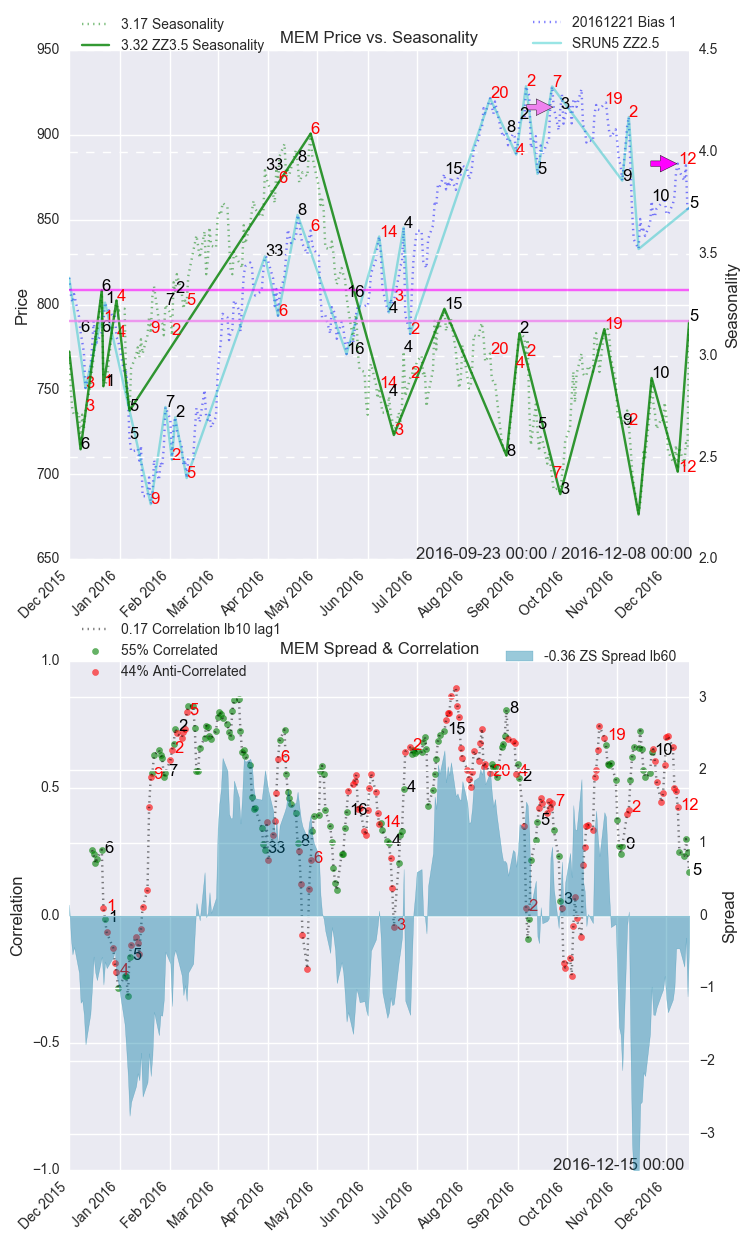 3.17 Seasonality
3.32 ZZ3.5 Seasonality
MEM Price vs. Seasonality
20161221 Bias 1
SRUN5 ZZ2.5
950
900
850
800
750
700
650
Price
4.5
4.0
3.5
3.0
2.5
2.0
Seasonality
2016-09-23 00:00 / 2016-12-08 00:00
Dec 2015
Jan 2016
Feb 2016
Mar 2016
Apr 2016
May 2016
Jun 2016
Jul 2016
Aug 2016
Sep 2016
Oct 2016
Nov 2016
Dec 2016
0.17 Correlation lb10 lag1
55% Correlated
44% Anti-Correlated
MEM Spread & Correlation
-0.36 ZS Spread lb60
1.0
0.5
0.0
−0.5
−1.0
Correlation
3
2
1
0
−1
−2
−3
Spread
2016-12-15 00:00
Dec 2015
Jan 2016
Feb 2016
Mar 2016
Apr 2016
May 2016
Jun 2016
Jul 2016
Aug 2016
Sep 2016
Oct 2016
Nov 2016
Dec 2016